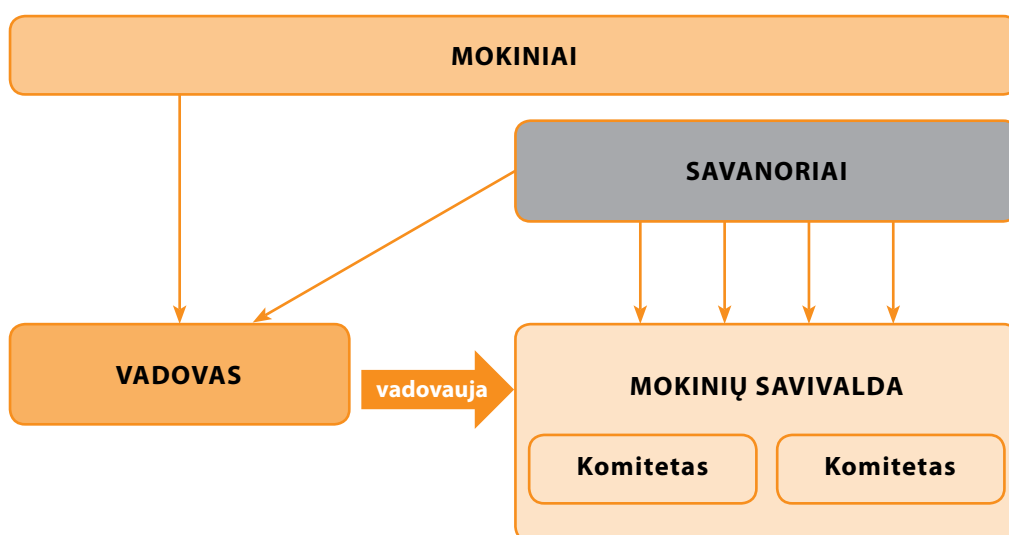 MOKINIAI
SAVANORIAI
VADOVAS
vadovauja
MOKINIŲ SAVIVALDA
Komitetas
Komitetas